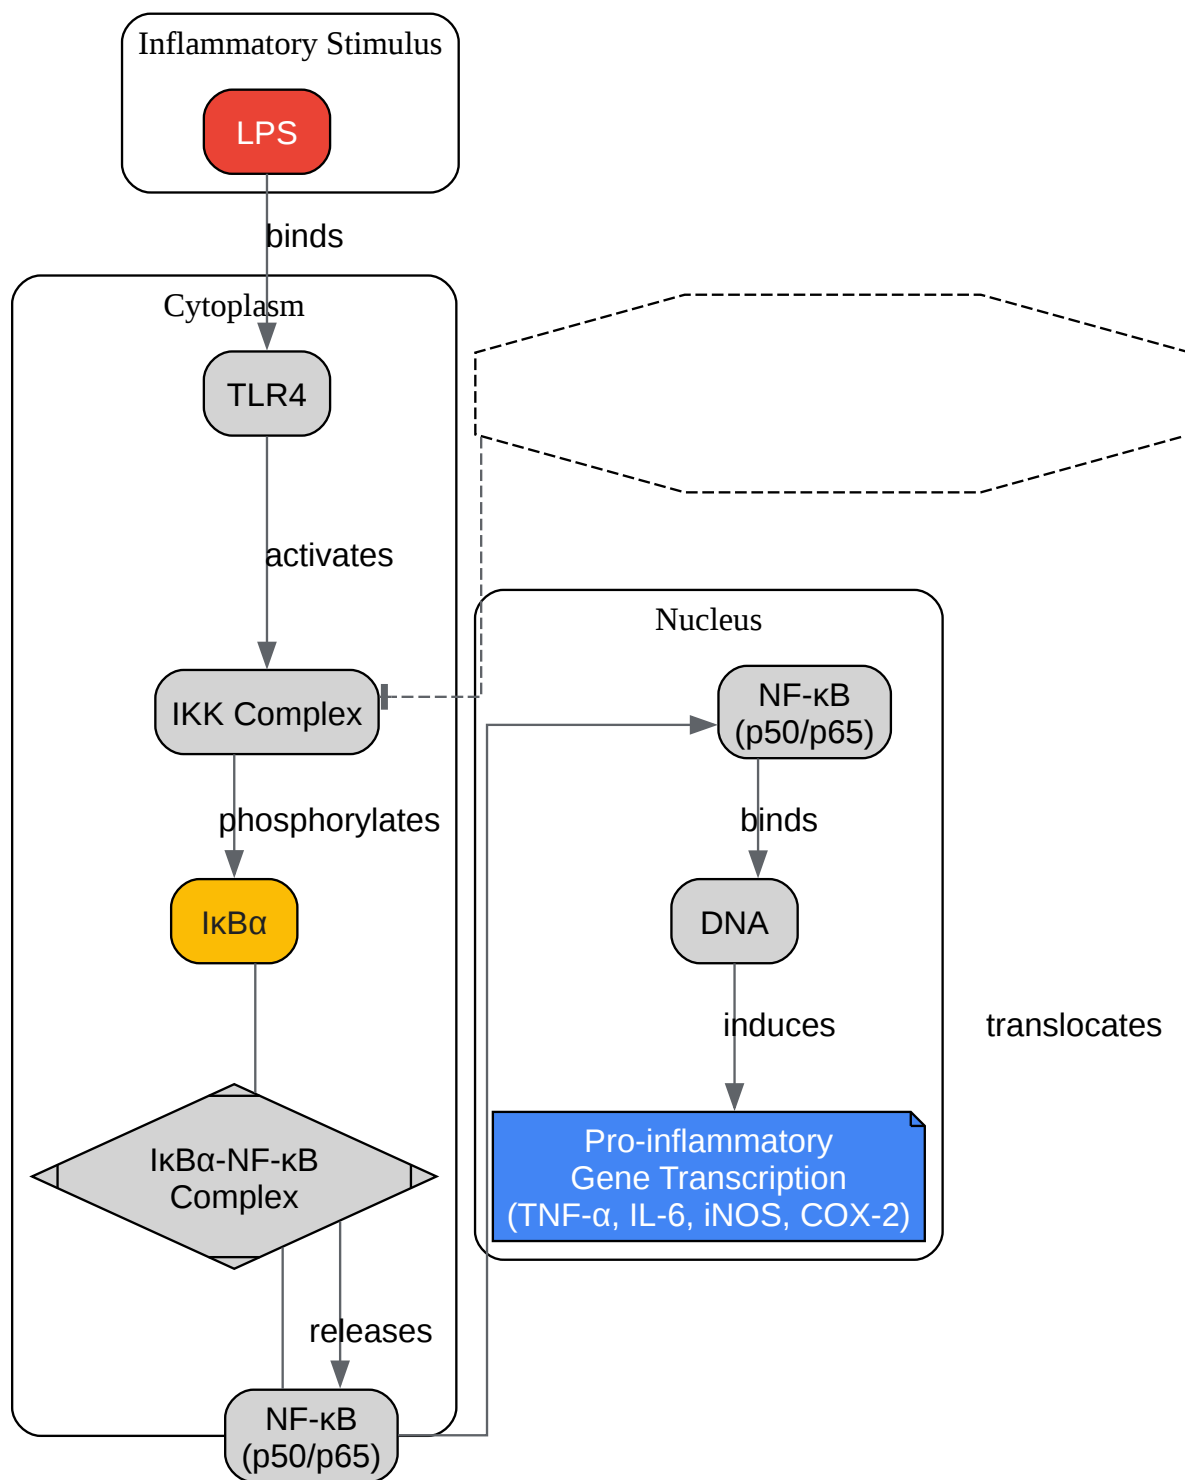 Inflammatory Stimulus
LPS
binds
Cytoplasm
TLR4
activates
Nucleus
IKK Complex
NF-κB
(p50/p65)
phosphorylates
binds
IκBα
DNA
induces
translocates
IκBα-NF-κB
Complex
Pro-inflammatory
Gene Transcription
(TNF-α, IL-6, iNOS, COX-2)
releases
NF-κB
(p50/p65)